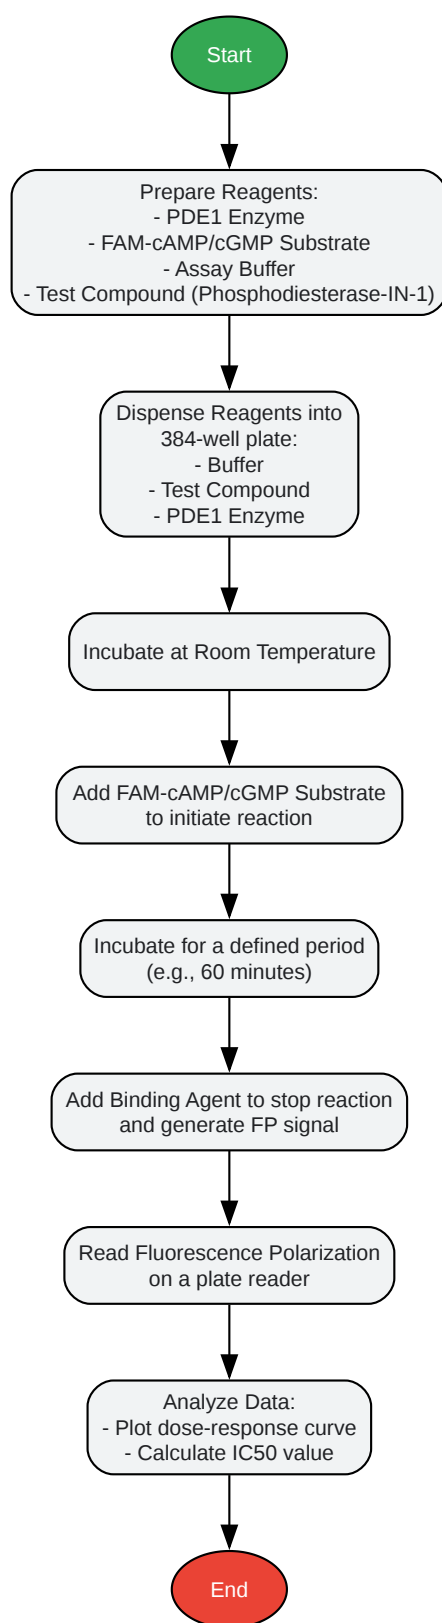 Start
Prepare Reagents:
- PDE1 Enzyme
- FAM-cAMP/cGMP Substrate
- Assay Buffer
- Test Compound (Phosphodiesterase-IN-1)
Dispense Reagents into
384-well plate:
- Buffer
- Test Compound
- PDE1 Enzyme
Incubate at Room Temperature
Add FAM-cAMP/cGMP Substrate
to initiate reaction
Incubate for a defined period
(e.g., 60 minutes)
Add Binding Agent to stop reaction
and generate FP signal
Read Fluorescence Polarization
on a plate reader
Analyze Data:
- Plot dose-response curve
- Calculate IC50 value
End